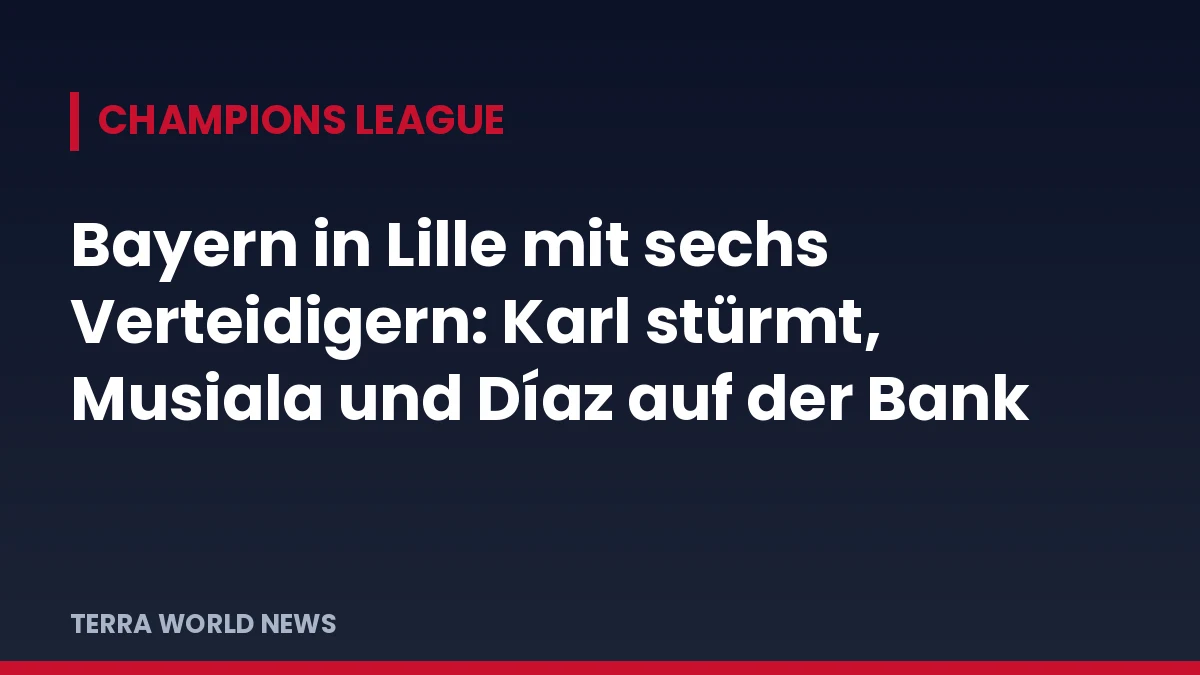 CHAMPIONS LEAGUE
Bayern in Lille mit sechs
Verteidigern: Karl stürmt,
Musiala und Díaz auf der Bank
TERRA WORLD NEWS